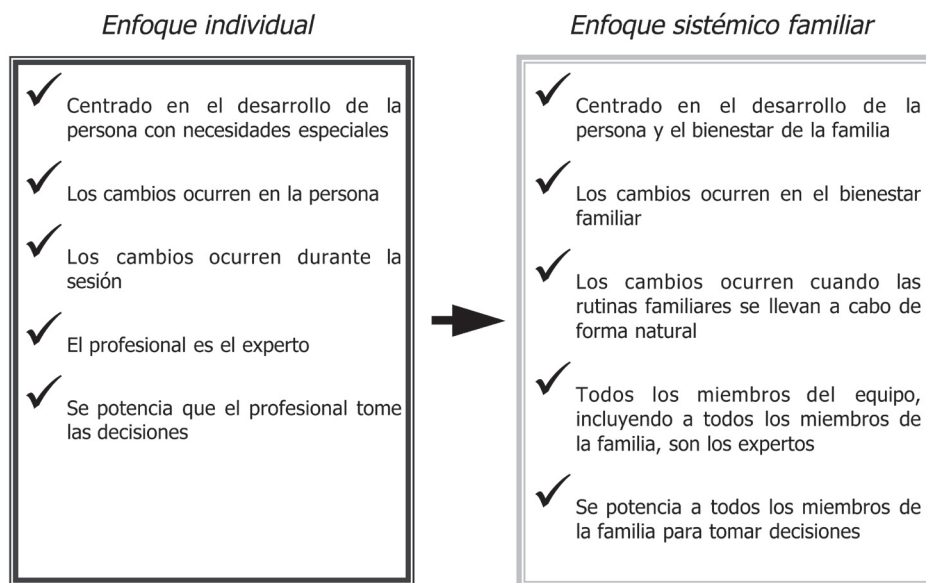 Enfoque individual
Centrado en el desarrollo de la
persona con necesidades especiales
Los cambios ocurren en la persona
Los cambios ocurren durante la
sesión
El profesional es el experto
Se potencia que el profesional tome
las decisiones
Enfoque sistémico familiar
Centrado en el desarrollo de la
persona y el bienestar de la familia
Los cambios ocurren en el bienestar
familiar
Los cambios ocurren cuando las
rutinas familiares se llevan a cabo de
forma natural
Todos los miembros del equipo,
incluyendo a todos los miembros de
la familia, son los expertos
Se potencia a todos los miembros de
la familia para tomar decisiones